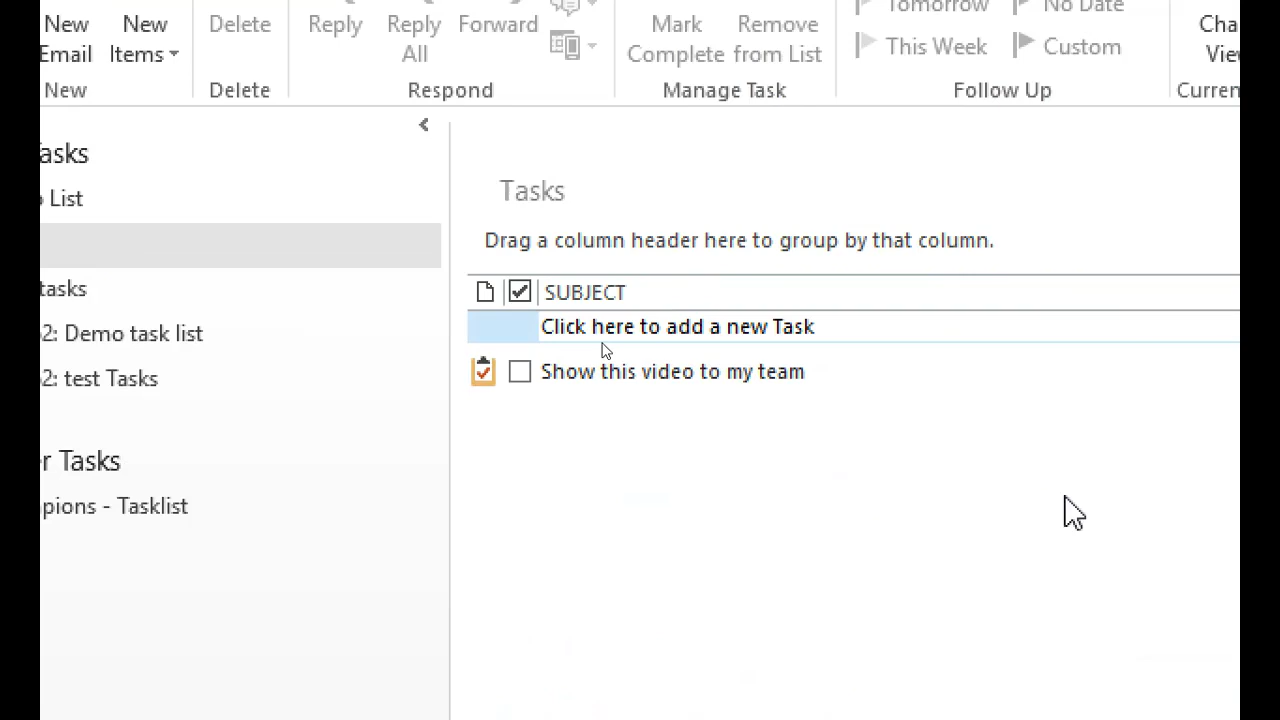 New
Email
New
Items
New
Delete
Delete
Reply
Reply
All
Forward
Respond
Mark
Complete
Remove
from List
Manage Task
Tomorrow
This Week
No Date
Custom
Follow Up
Tasks
Drag a column header here to group by that column.
SUBJECT
Click here to add a new Task
Show this video to my team
asks
List
tasks
2: Demo task list
2: test Tasks
r Tasks
pions - Tasklist